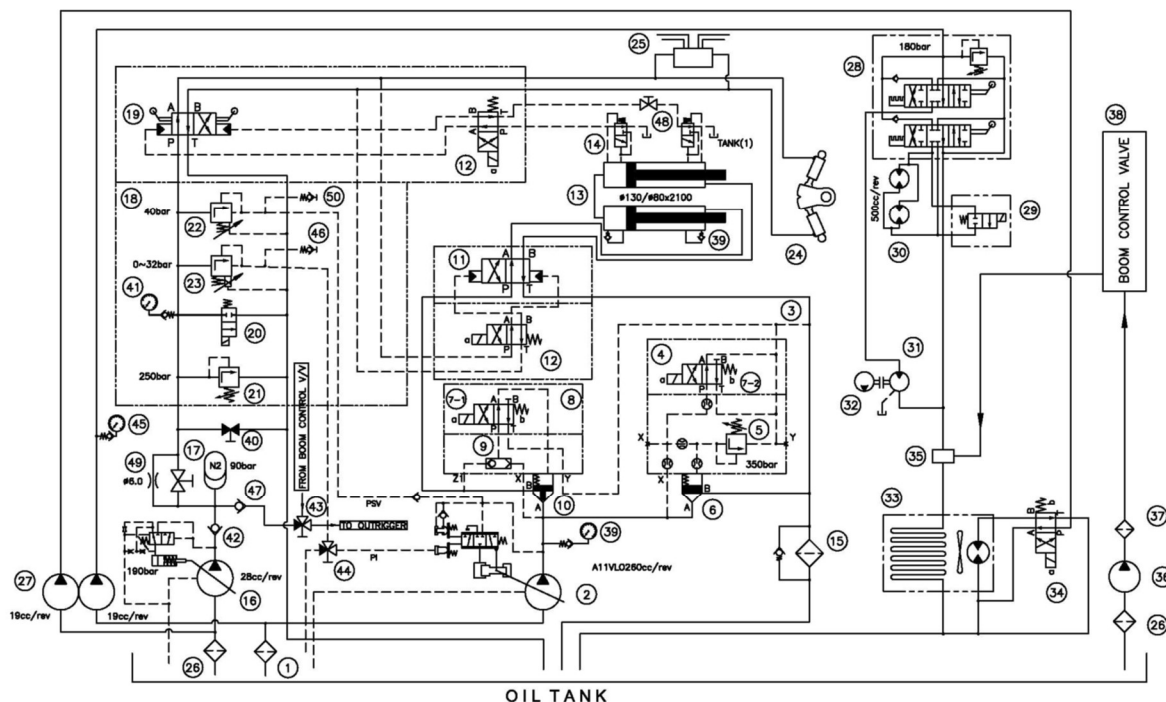 25
180bar
28
38
BOOM CONTROL VALVE
19
A B
P T
48
12
a
14
TANK(1)
13
ø130/ø80x2100
500cc/rev
29
30
24
18
50
40bar
22
46
0~32bar
23
39
11
A B
P T
41
20
3
4
A
P T
7-2
a
b
31
32
12
A B
P
a
250bar
21
7-1
A B
P
a
b
8
9
5
350bar
X
Y
45
40
FROM BOOM CONTROL V/V
35
49
ø6.0
17
N2
90bar
47
43
TO OUTRIGGER
PSV
Z1
X
Y
B
A
10
X
B
A
6
33
b
B T
A P
a
34
37
42
190bar
44
PI
39
15
A11VLO260cc/rev
27
19cc/rev
19cc/rev
28cc/rev
16
2
36
26
1
26
OIL TANK